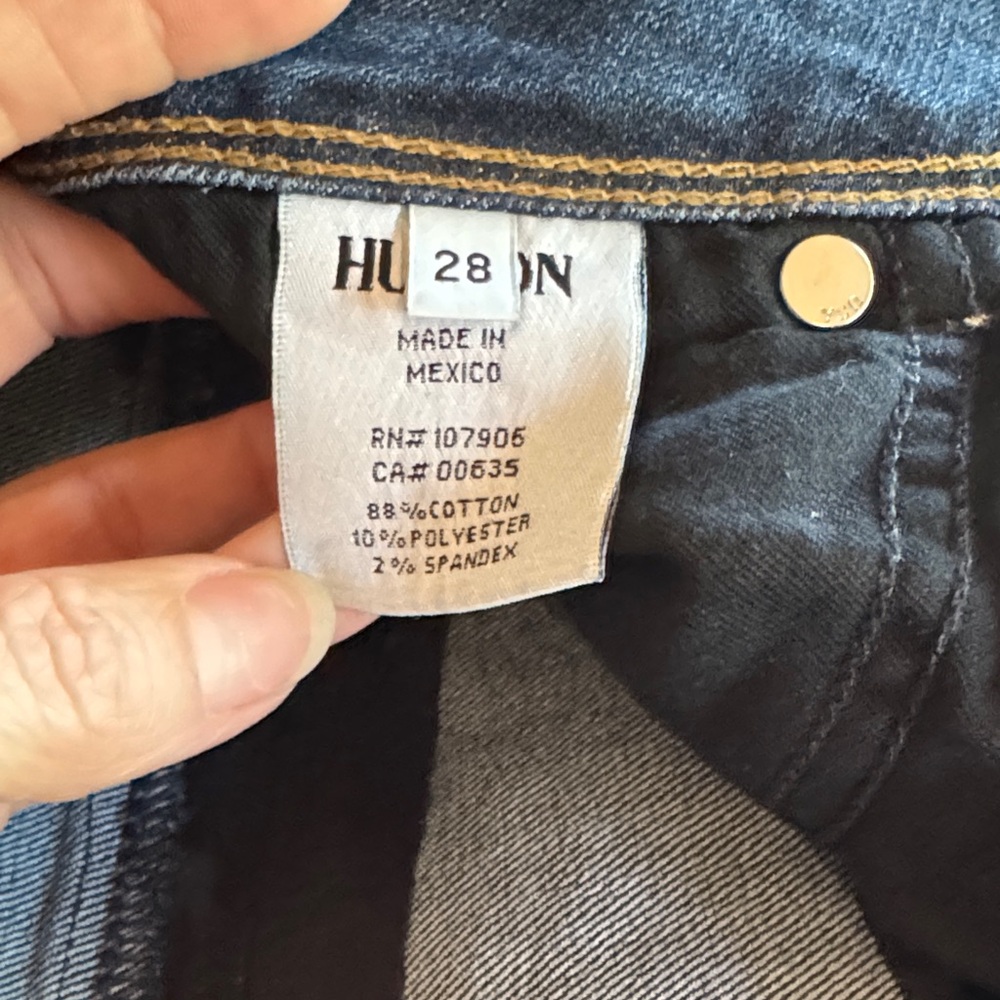 HU
28
ON
MADE IN
MEXICO
RN# 107906
CA# 00635
88%COTTON
10%POLYESTER
2% SPANDEX